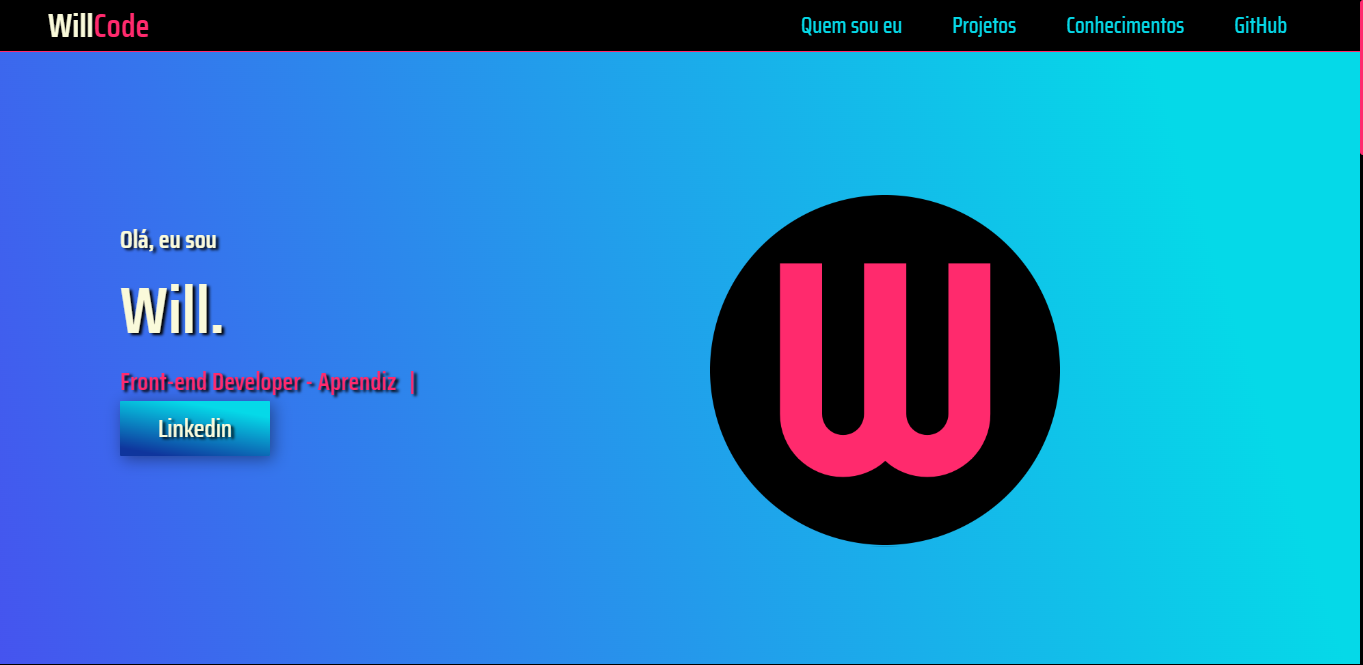 WillCode
Quem sou eu
Projetos
Conhecimentos
GitHub
Olá, eu sou
Will.
Front-end Developer - Aprendiz |
Linkedin
W